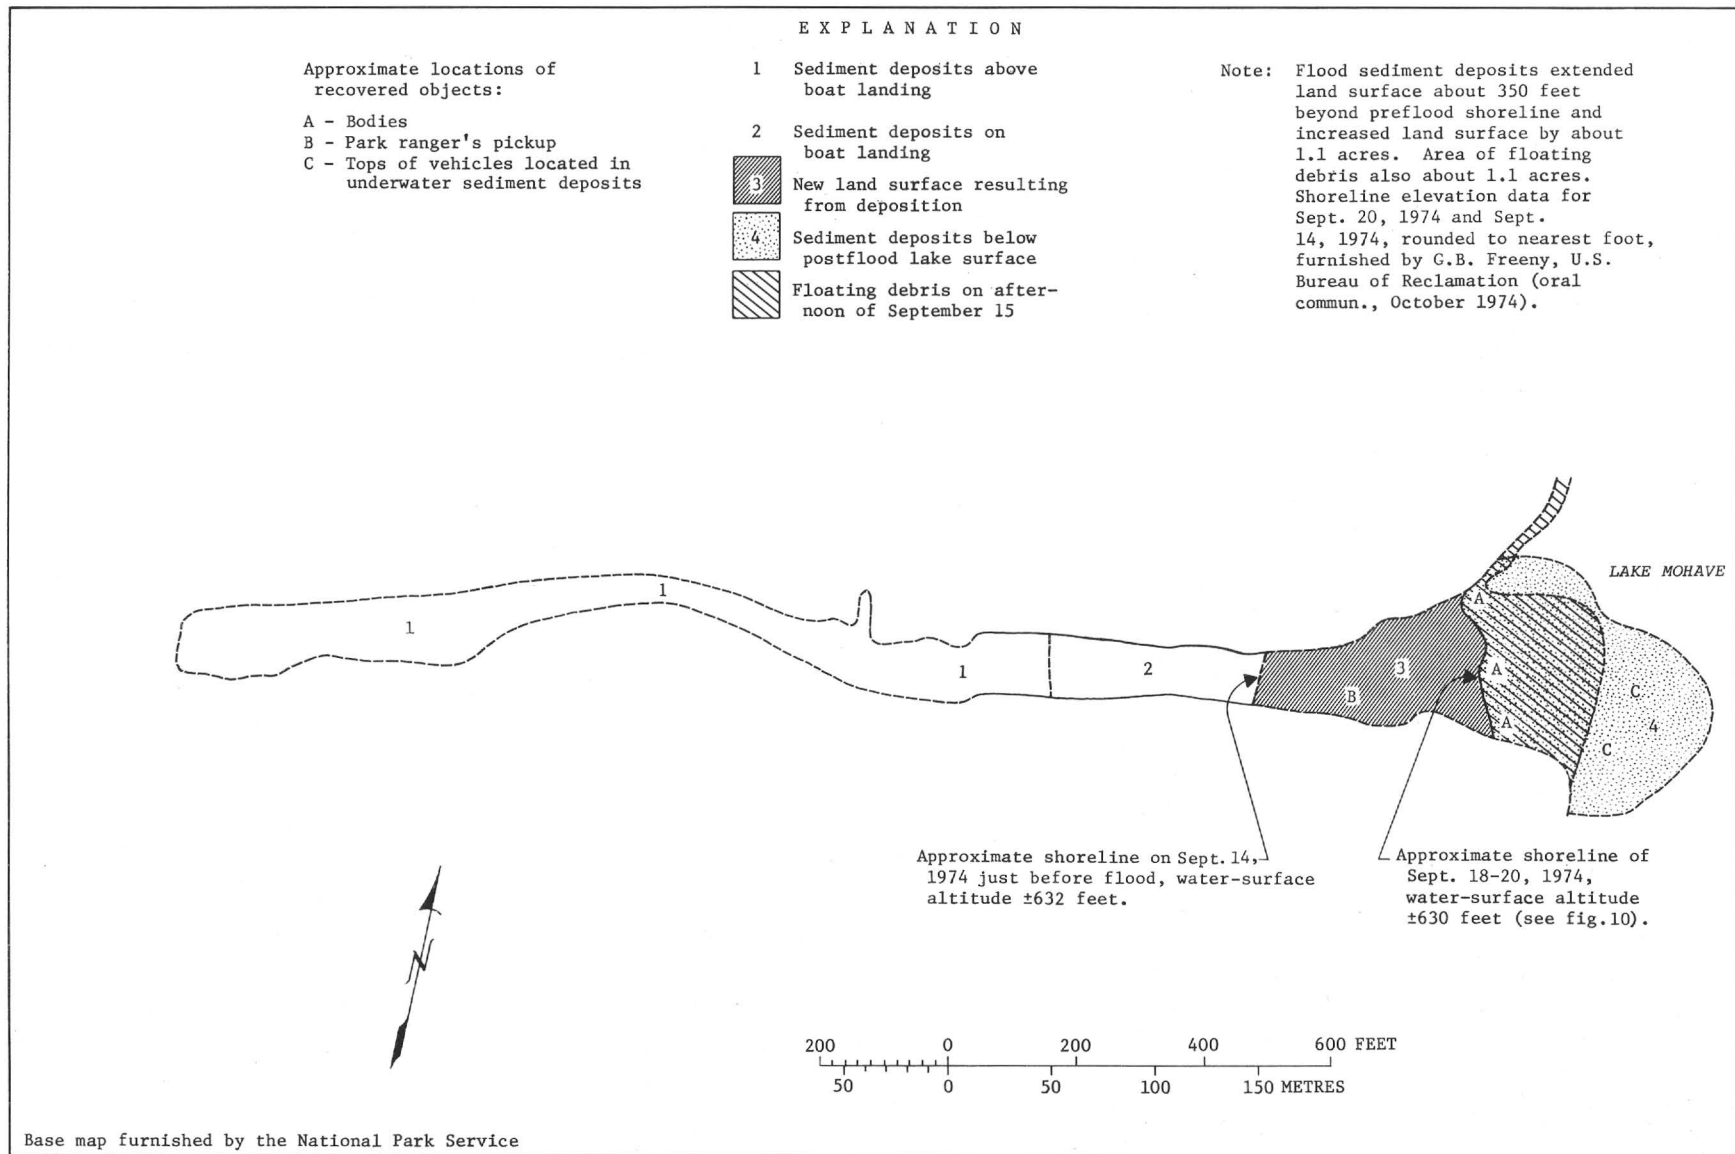 E X P L A N A T I O N
Approximate locations of
recovered objects:
A - Bodies
B - Park ranger's pickup
C - Tops of vehicles located in
underwater sediment deposits
1 Sediment deposits above
boat landing
2 Sediment deposits on
boat landing
3 New land surface resulting
from deposition
4 Sediment deposits below
postflood lake surface
Floating debris on after-
noon of September 15
Note: Flood sediment deposits extended
land surface about 350 feet
beyond preflood shoreline and
increased land surface by about
1.1 acres. Area of floating
debris also about 1.1 acres.
Shoreline elevation data for
Sept. 20, 1974 and Sept.
14, 1974, rounded to nearest foot,
furnished by G.B. Freeny, U.S.
Bureau of Reclamation (oral
commun., October 1974).
LAKE MOHAVE
1
1
1
2
3
B
A
A
A
C
4
C
Approximate shoreline on Sept. 14,
1974 just before flood, water-surface
altitude ±632 feet.
Approximate shoreline of
Sept. 18-20, 1974,
water-surface altitude
±630 feet (see fig.10).
N
200 0 200 400 600 FEET
50 0 50 100 150 METRES
Base map furnished by the National Park Service